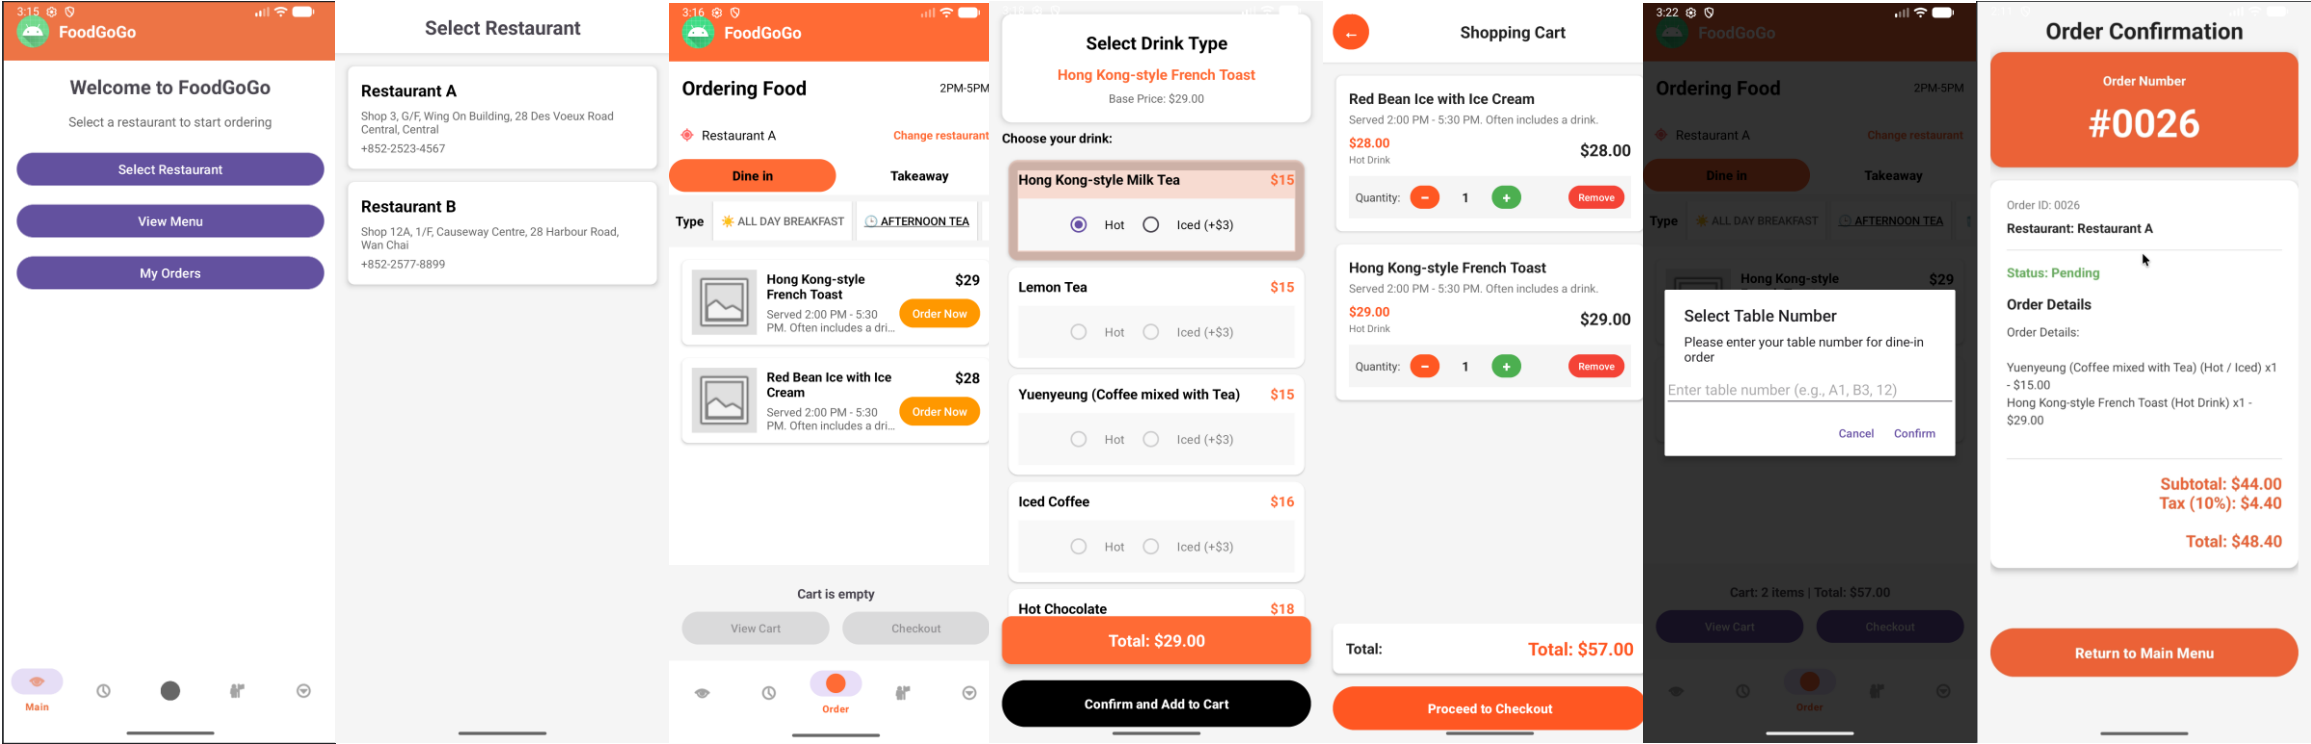 3:15
FoodGoGo
Welcome to FoodGoGo
Select a restaurant to start ordering
Select Restaurant
View Menu
My Orders
Main
Select Restaurant
Restaurant A
Shop 3, G/F, Wing On Building, 28 Des Voeux Road
Central, Central
+852-2523-4567
Restaurant B
Shop 12A, 1/F, Causeway Centre, 28 Harbour Road,
Wan Chai
+852-2577-8899
3:16
FoodGoGo
Ordering Food
2PM-5PM
Restaurant A
Change restaurant
Dine in
Takeaway
Type
ALL DAY BREAKFAST
AFTERNOON TEA
Hong Kong-style
French Toast
$29
Served 2:00 PM - 5:30
PM. Often includes a dri...
Order Now
Red Bean Ice with Ice
Cream
$28
Served 2:00 PM - 5:30
PM. Often includes a dri...
Order Now
Cart is empty
View Cart
Checkout
Order
Select Drink Type
Hong Kong-style French Toast
Base Price: $29.00
Choose your drink:
Hong Kong-style Milk Tea $15
Hot Iced (+$3)
Lemon Tea $15
Hot Iced (+$3)
Yuenyeung (Coffee mixed with Tea) $15
Hot Iced (+$3)
Iced Coffee $16
Hot Iced (+$3)
Hot Chocolate $18
Total: $29.00
Confirm and Add to Cart
←
Shopping Cart
Red Bean Ice with Ice Cream
Served 2:00 PM - 5:30 PM. Often includes a drink.
$28.00
Hot Drink
$28.00
Quantity: - 1 + Remove
Hong Kong-style French Toast
Served 2:00 PM - 5:30 PM. Often includes a drink.
$29.00
Hot Drink
$29.00
Quantity: - 1 + Remove
Total: Total: $57.00
Proceed to Checkout
3:22
FoodGoGo
Ordering Food
2PM-5PM
Restaurant A
Change restaurant
Dine in
Takeaway
Type
ALL DAY BREAKFAST
AFTERNOON TEA
Hong Kong-style
$29
Select Table Number
Please enter your table number for dine-in
order
Enter table number (e.g., A1, B3, 12)
Cancel Confirm
Cart: 2 items | Total: $57.00
View Cart
Checkout
Order
Order Confirmation
Order Number
#0026
Order ID: 0026
Restaurant: Restaurant A
Status: Pending
Order Details
Order Details:
Yuenyeung (Coffee mixed with Tea) (Hot / Iced) x1
- $15.00
Hong Kong-style French Toast (Hot Drink) x1 -
$29.00
Subtotal: $44.00
Tax (10%): $4.40
Total: $48.40
Return to Main Menu